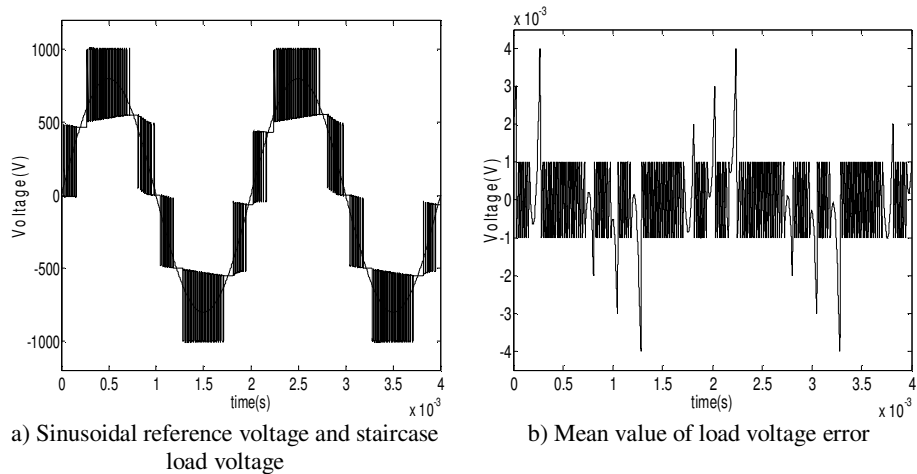 1000
500
0
-500
-1000
Voltage(V)
0 0.5 1 1.5 2 2.5 3 3.5 4
time(s)
x 10-3
a) Sinusoidal reference voltage and staircase
load voltage
x 10-3
4
3
2
1
0
-1
-2
-3
-4
Voltage(V)
0 0.5 1 1.5 2 2.5 3 3.5 4
time(s)
x 10-3
b) Mean value of load voltage error